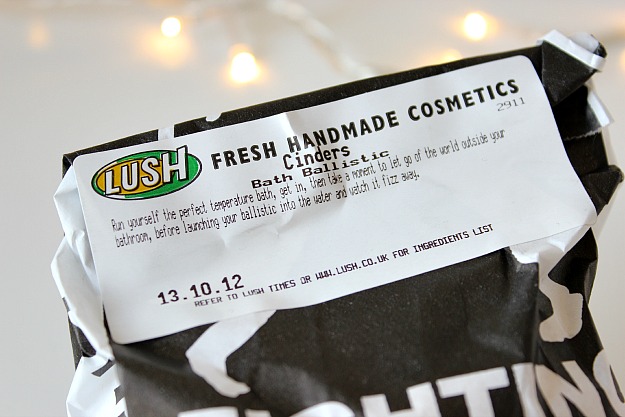 LUSH FRESH HANDMADE COSMETICS
2911
Cinders
Bath Ballistic
Run yourself the perfect temperature bath, get in, then take a moment to let go of the world outside your
bathroom, before launching your ballistic into the water and watch it fizz away.
13.10.12
REFER TO LUSH TIMES OR WWW.LUSH.CO.UK FOR INGREDIENTS LIST